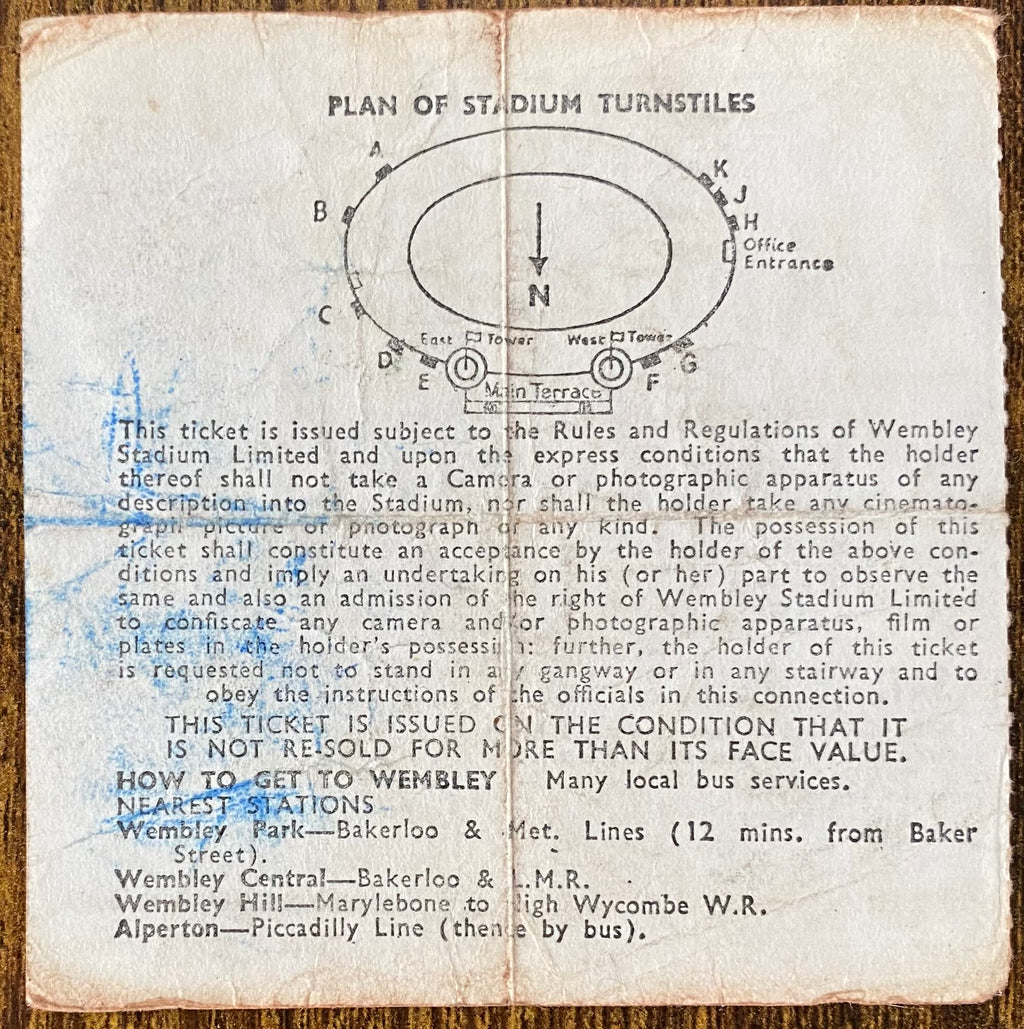 PLAN OF STADIUM TURNSTILES
A
K
B
J
H
Office
Entrance
N
C
East Tower
West Tower
D
G
E
F
Main Terrace
This ticket is issued subject to the Rules and Regulations of Wembley
Stadium Limited and upon the express conditions that the holder
thereof shall not take a Camera or photographic apparatus of any
description into the Stadium, nor shall the holder take any cinemato-
graph picture or photograph of any kind. The possession of this
ticket shall constitute an acceptance by the holder of the above con-
ditions and imply an undertaking on his (or her) part to observe the
same and also an admission of the right of Wembley Stadium Limited
to confiscate any camera and/or photographic apparatus, film or
plates in the holder's possession: further, the holder of this ticket
is requested not to stand in any gangway or in any stairway and to
obey the instructions of the officials in this connection.
THIS TICKET IS ISSUED ON THE CONDITION THAT IT
IS NOT RE-SOLD FOR MORE THAN ITS FACE VALUE.
HOW TO GET TO WEMBLEY Many local bus services.
NEAREST STATIONS
Wembley Park—Bakerloo & Met. Lines (12 mins. from Baker
Street).
Wembley Central—Bakerloo & L.M.R.
Wembley Hill—Marylebone to High Wycombe W.R.
Alperton—Piccadilly Line (thence by bus).